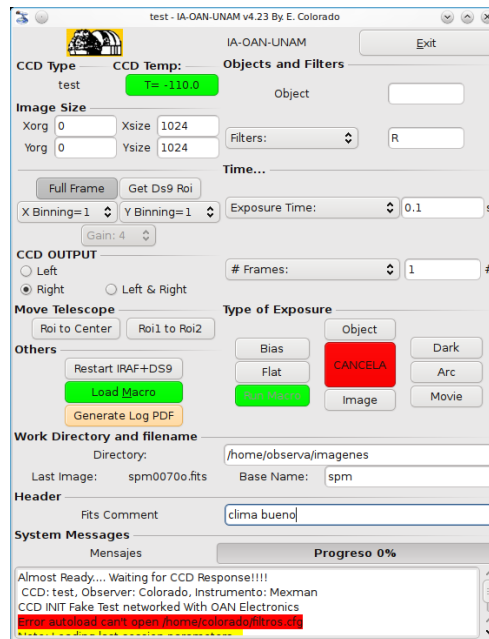 test - IA-OAN-UNAM v4.23 By. E. Colorado
IA-OAN-UNAM
Exit
CCD Type CCD Temp:
test T= -110.0
Objects and Filters
Object
Image Size
Xorg 0 Xsize 1024
Yorg 0 Ysize 1024
Filters: R
Time...
Full Frame Get Ds9 Roi
X Binning=1 Y Binning=1
Exposure Time: 0.1 s
Gain: 4
CCD OUTPUT
Left
Right Left & Right
# Frames: 1 #
Move Telescope
Roi to Center Roi1 to Roi2
Type of Exposure
Object
Bias CANCELA Dark
Flat Arc
Image Movie
Others
Restart IRAF+DS9
Load Macro
Generate Log PDF
Work Directory and filename
Directory: /home/observa/imagenes
Last Image: spm0070o.fits Base Name: spm
Header
Fits Comment clima bueno
System Messages
Mensajes Progreso 0%
Almost Ready.... Waiting for CCD Response!!!!
CCD: test, Observer: Colorado, Instrumento: Mexman
CCD INIT Fake Test networked With OAN Electronics
Error autoload can't open /home/colorado/filtros.cfg